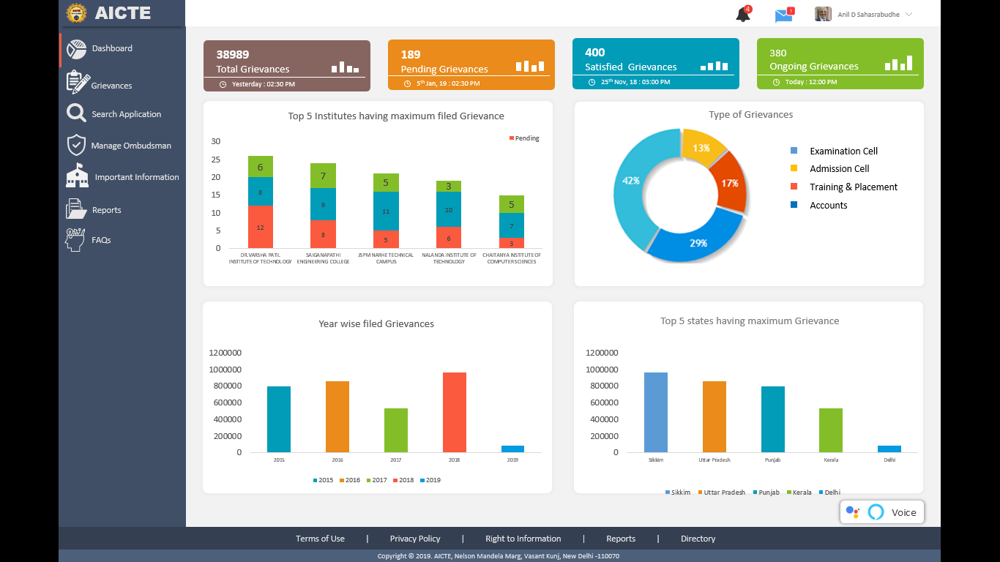 AICTE
4
1
Anil D Sahasrabudhe
Dashboard
Grievances
Search Application
Manage Ombudsman
Important Information
Reports
FAQs
38989
Total Grievances
Yesterday : 02:30 PM
189
Pending Grievances
5th Jan, 19 : 02:30 PM
400
Satisfied Grievances
25th Nov, 18 : 03:00 PM
380
Ongoing Grievances
Today : 12:00 PM
Top 5 Institutes having maximum filed Grievance
Pending
30
25
20
15
10
5
0
6
8
12
7
9
8
5
11
5
3
10
6
5
7
3
DR.VARSHA PATIL
INSTITUTE OF TECHNOLOGY
SAIGANAPATHI
ENGINEERING COLLEGE
JSPM NARHE TECHNICAL
CAMPUS
NALANDA INSTITUTE OF
TECHNOLOGY
CHAITANYA INSTITUTE OF
COMPUTER SCIENCES
Type of Grievances
13%
17%
29%
42%
Examination Cell
Admission Cell
Training & Placement
Accounts
Year wise filed Grievances
1200000
1000000
800000
600000
400000
200000
0
2015
2016
2017
2018
2019
2015 2016 2017 2018 2019
Top 5 states having maximum Grievance
1200000
1000000
800000
600000
400000
200000
0
Sikkim
Uttar Pradesh
Punjab
Kerala
Delhi
Sikkim Uttar Pradesh Punjab Kerala Delhi
Voice
Terms of Use | Privacy Policy | Right to Information | Reports | Directory
Copyright © 2019. AICTE, Nelson Mandela Marg, Vasant Kunj, New Delhi -110070